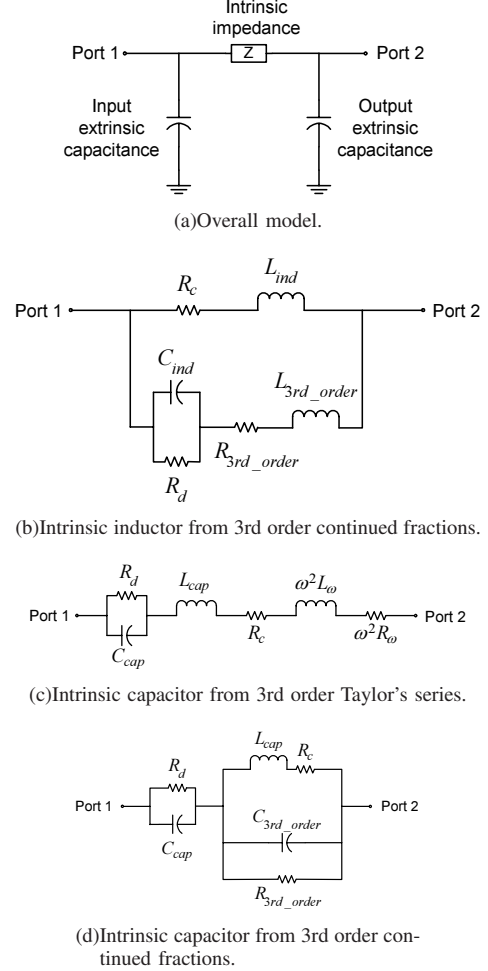 Intrinsic
impedance
Port 1
Z
Port 2
Input
extrinsic
capacitance
Output
extrinsic
capacitance
(a)Overall model.
L_ind
R_c
Port 1
Port 2
C_ind
L_3rd_order
R_3rd_order
R_d
(b)Intrinsic inductor from 3rd order continued fractions.
R_d
L_cap
ω²L_ω
Port 1
Port 2
C_cap
R_c
ω²R_ω
(c)Intrinsic capacitor from 3rd order Taylor's series.
L_cap
R_c
R_d
Port 1
Port 2
C_3rd_order
C_cap
R_3rd_order
(d)Intrinsic capacitor from 3rd order con-
tinued fractions.